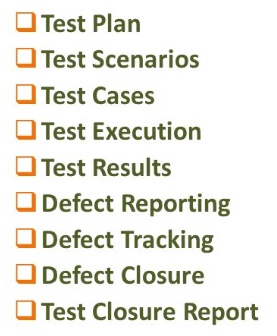 Test Plan
Test Scenarios
Test Cases
Test Execution
Test Results
Defect Reporting
Defect Tracking
Defect Closure
Test Closure Report